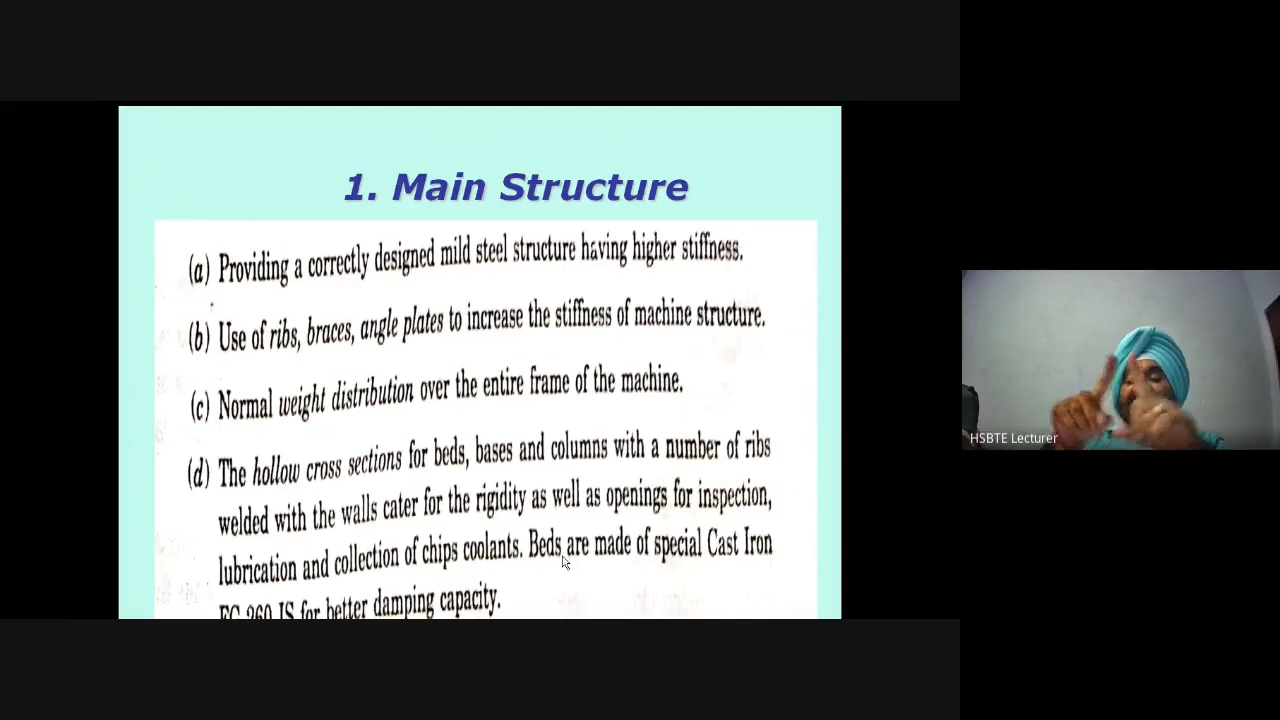 1. Main Structure
(a) Providing a correctly designed mild steel structure having higher stiffness.
(b) Use of ribs, braces, angle plates to increase the stiffness of machine structure.
(c) Normal weight distribution over the entire frame of the machine.
(d) The hollow cross sections for beds, bases and columns with a number of ribs
welded with the walls cater for the rigidity as well as openings for inspection,
lubrication and collection of chips coolants. Beds are made of special Cast Iron
260 IS for better damping capacity.
HSBTE Lecturer